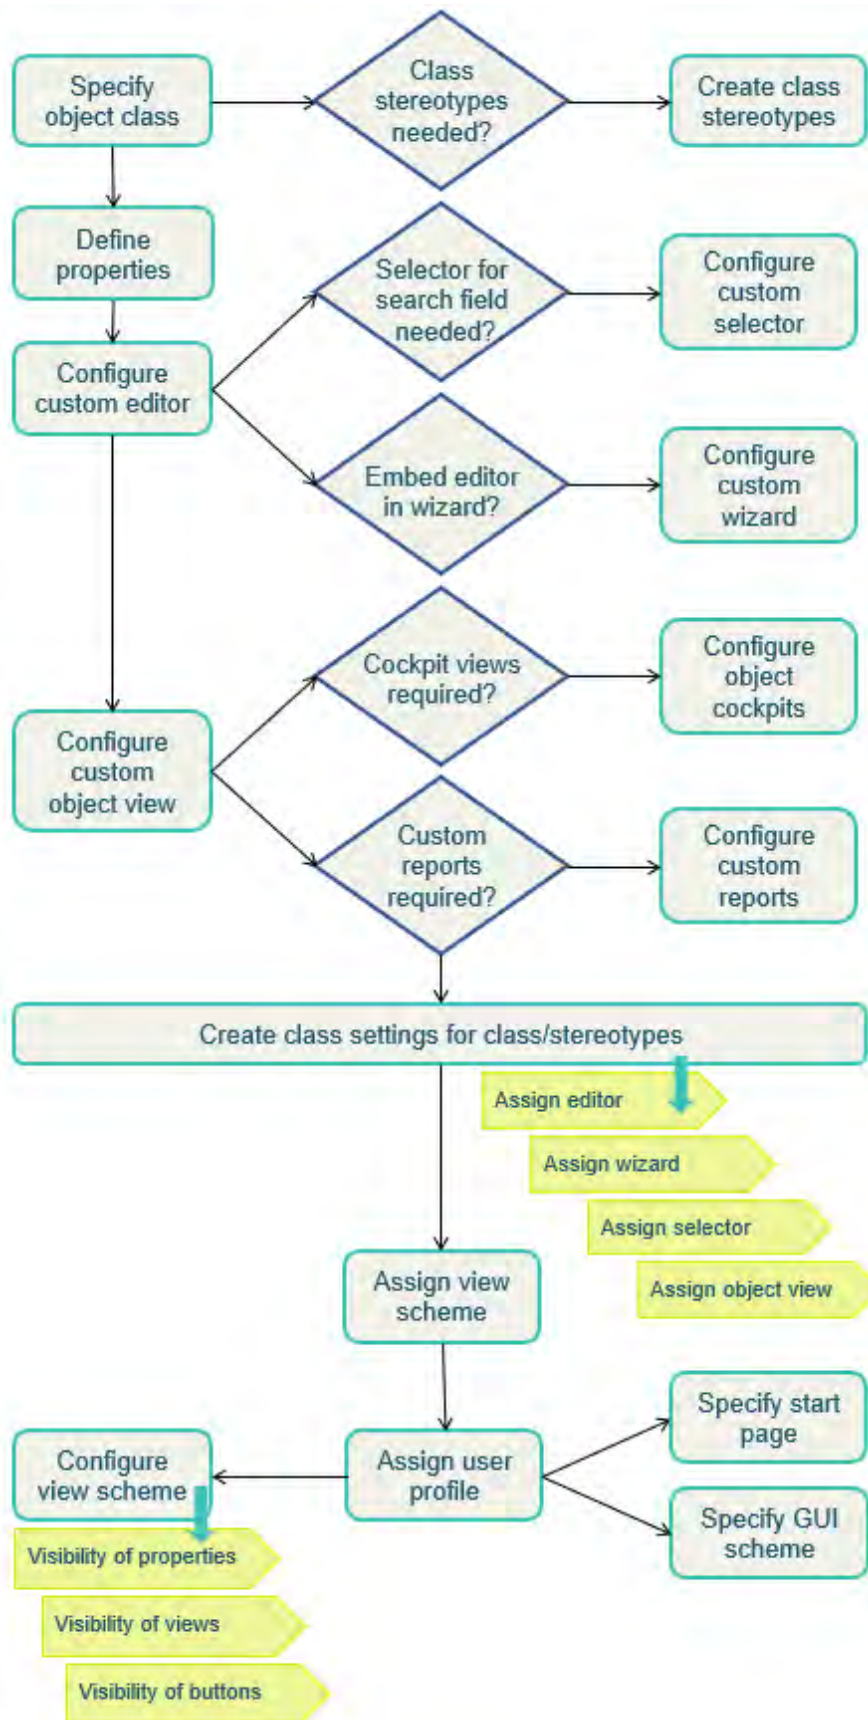 Specify
object class
Class
stereotypes
needed?
Create class
stereotypes
Define
properties
Selector for
search field
needed?
Configure
custom
selector
Configure
custom editor
Embed editor
in wizard?
Configure
custom
wizard
Cockpit views
required?
Configure
object
cockpits
Configure
custom
object view
Custom
reports
required?
Configure
custom
reports
Create class settings for class/stereotypes
Assign editor
Assign wizard
Assign selector
Assign object view
Assign view
scheme
Specify start
page
Configure
view scheme
Assign user
profile
Specify GUI
scheme
Visibility of properties
Visibility of views
Visibility of buttons